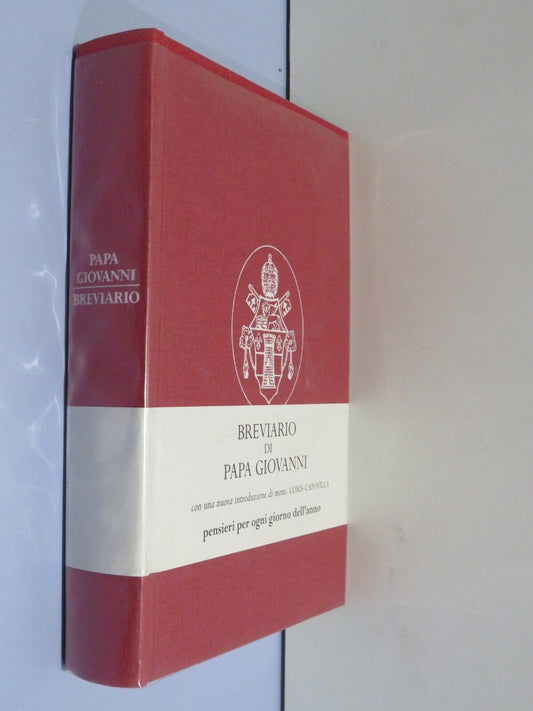 PAPA
GIOVANNI
BREVIARIO
BREVIARIO
DI
PAPA GIOVANNI
con una nuova introduzione di mons. LORIS CAPOVILLA
pensieri per ogni giorno dell'anno